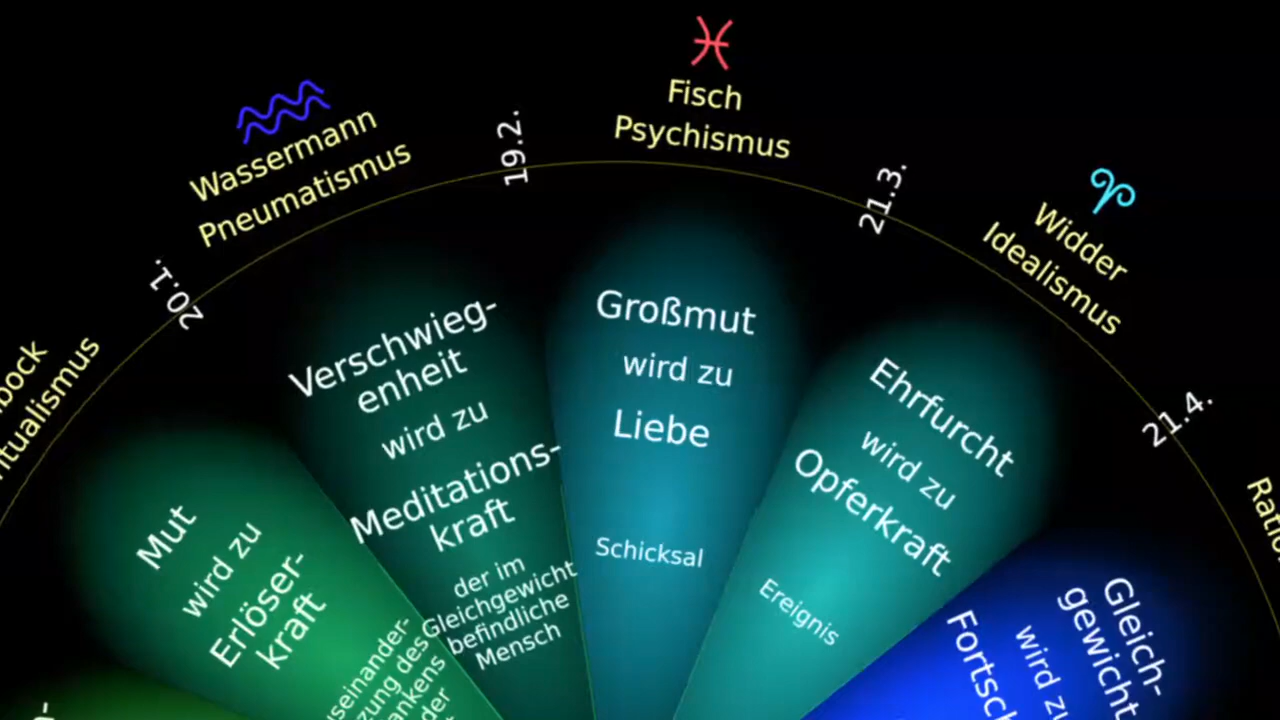 Wassermann
Pneumatismus
Fisch
Psychismus
Widder
Idealismus
20.1.
19.2.
21.3.
21.4.
Mut
wird zu
Erlöser-
kraft
Verschwieg-
enheit
wird zu
Meditations-
kraft
der im
Gleichgewicht
befindliche
Mensch
Großmut
wird zu
Liebe
Schicksal
Ehrfurcht
wird zu
Opferkraft
Ereignis
Gleich-
gewicht
wird zu